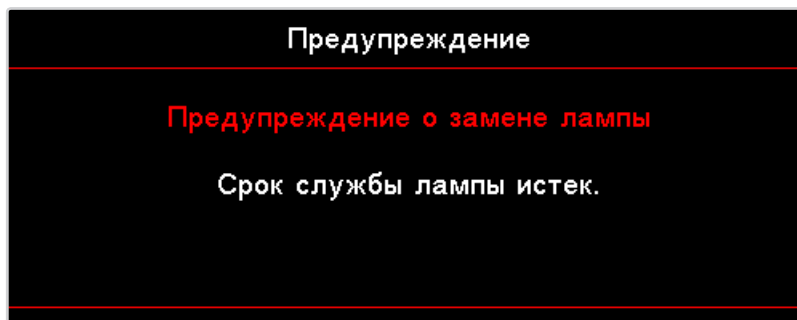 Предупреждение
Предупреждение о замене лампы
Срок службы лампы истек.